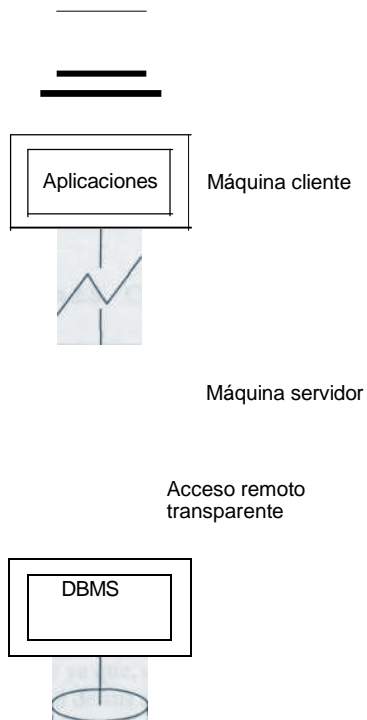 Aplicaciones
Máquina cliente
Máquina servidor
Acceso remoto
transparente
DBMS